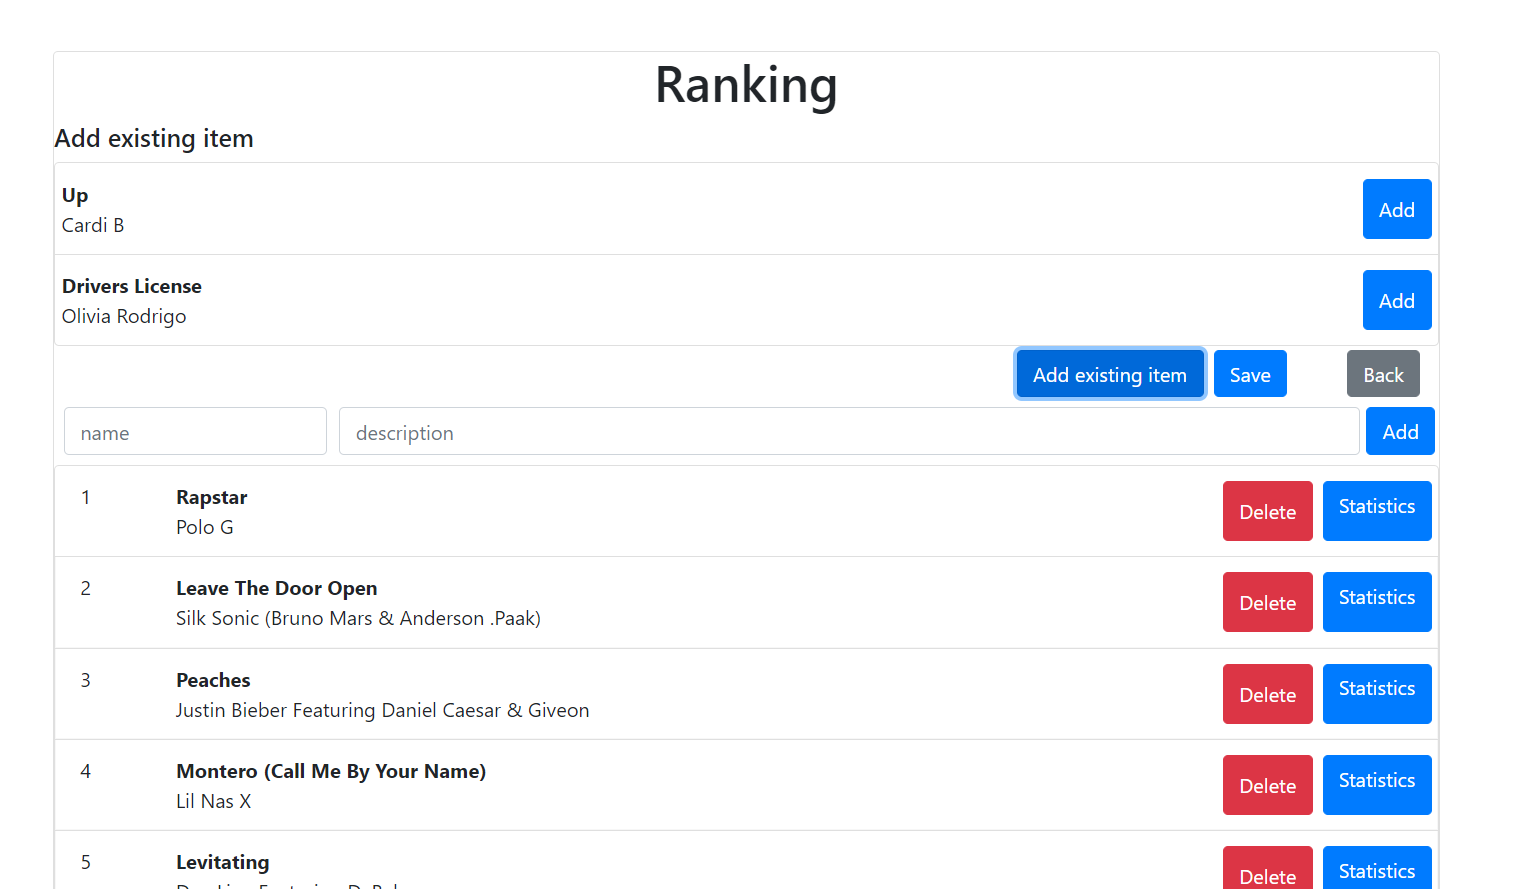 Ranking
Add existing item
Up
Cardi B
Add
Drivers License
Olivia Rodrigo
Add
Add existing item Save Back
name description Add
1 Rapstar
Polo G
Delete Statistics
2 Leave The Door Open
Silk Sonic (Bruno Mars & Anderson .Paak)
Delete Statistics
3 Peaches
Justin Bieber Featuring Daniel Caesar & Giveon
Delete Statistics
4 Montero (Call Me By Your Name)
Lil Nas X
Delete Statistics
5 Levitating
Delete Statistics